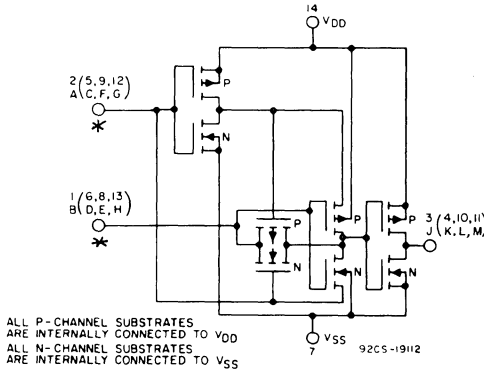 14
VDD
P
2(5,9,12)
A(C,F,G)
*
N
1(6,8,13)
B(D,E,H)
*
P
N
P
N
P
N
3(4,10,11)
J(K,L,M,
ALL P-CHANNEL SUBSTRATES
ARE INTERNALLY CONNECTED TO VDD
ALL N-CHANNEL SUBSTRATES
ARE INTERNALLY CONNECTED TO VSS
VSS
7
92CS-19112